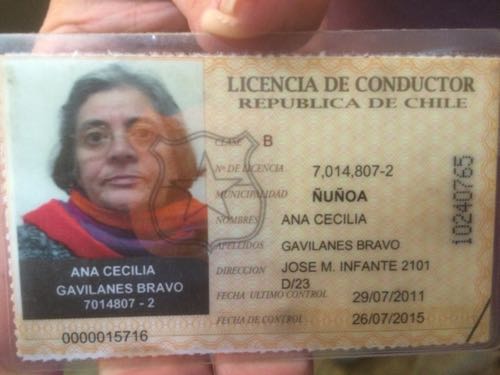 LICENCIA DE CONDUCTOR
REPUBLICA DE CHILE
CLASE B
Nº DE LICENCIA 7,014,807-2
MUNICIPALIDAD ÑUÑOA
NOMBRES ANA CECILIA
APELLIDOS GAVILANES BRAVO
DIRECCION JOSE M. INFANTE 2101
D/23
FECHA ULTIMO CONTROL 29/07/2011
FECHA DE CONTROL 26/07/2015
10240765
ANA CECILIA
GAVILANES BRAVO
7014807 - 2
0000015716